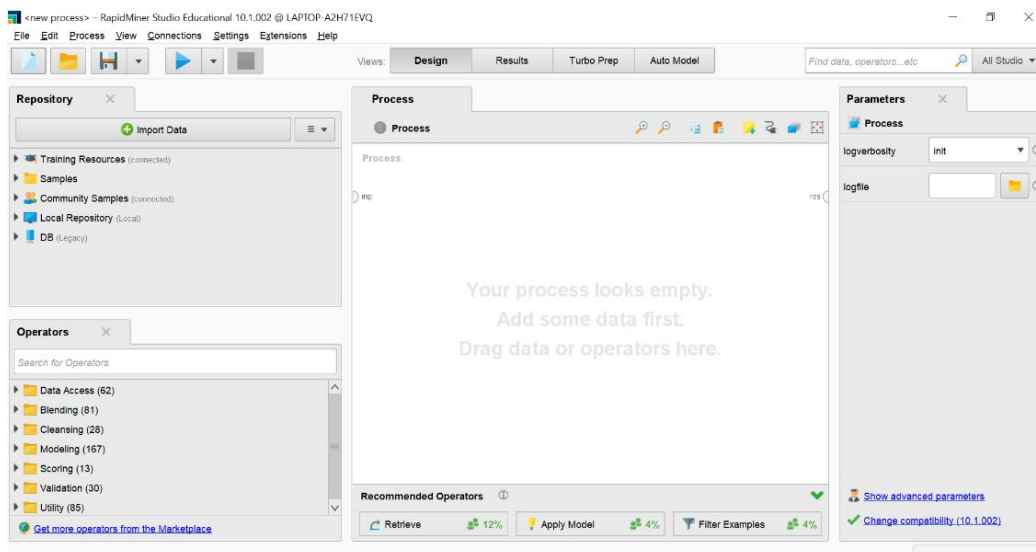 <new process> – RapidMiner Studio Educational 10.1.002 @ LAPTOP-A2H71EVQ
File Edit Process View Connections Settings Extensions Help
Views: Design Results Turbo Prep Auto Model
Find data, operators...etc All Studio
Repository
Import Data
Training Resources (connected)
Samples
Community Samples (connected)
Local Repository (Local)
DB (Legacy)
Operators
Search for Operators
Data Access (62)
Blending (81)
Cleansing (28)
Modeling (167)
Scoring (13)
Validation (30)
Utility (85)
Get more operators from the Marketplace
Process
Process
Process
inp res
Your process looks empty.
Add some data first.
Drag data or operators here.
Recommended Operators
Retrieve 12% Apply Model 4% Filter Examples 4%
Parameters
Process
logverbosity init
logfile
Show advanced parameters
Change compatibility (10.1.002)